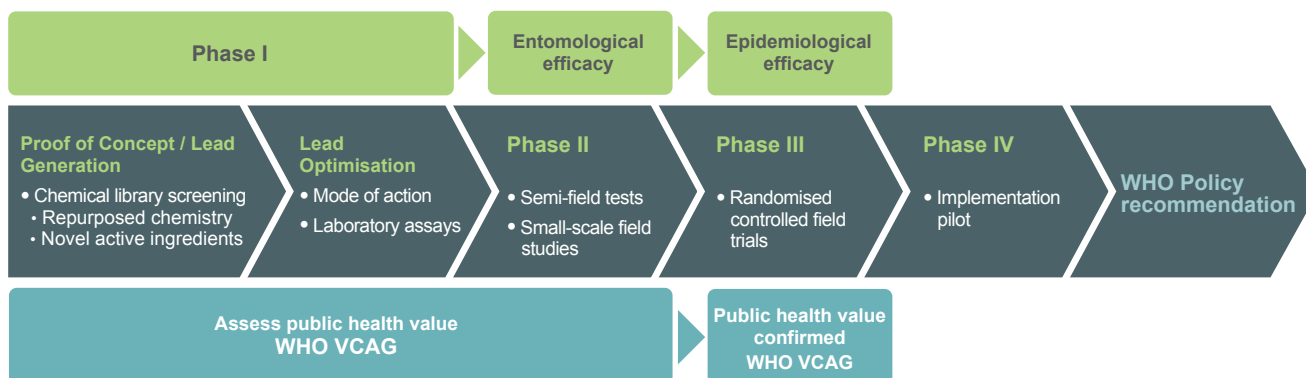 Phase I
Entomological
efficacy
Epidemiological
efficacy
Proof of Concept / Lead
Generation
• Chemical library screening
• Repurposed chemistry
• Novel active ingredients
Lead
Optimisation
• Mode of action
• Laboratory assays
Phase II
• Semi-field tests
• Small-scale field
studies
Phase III
• Randomised
controlled field
trials
Phase IV
• Implementation
pilot
WHO Policy
recommendation
Assess public health value
WHO VCAG
Public health value
confirmed
WHO VCAG